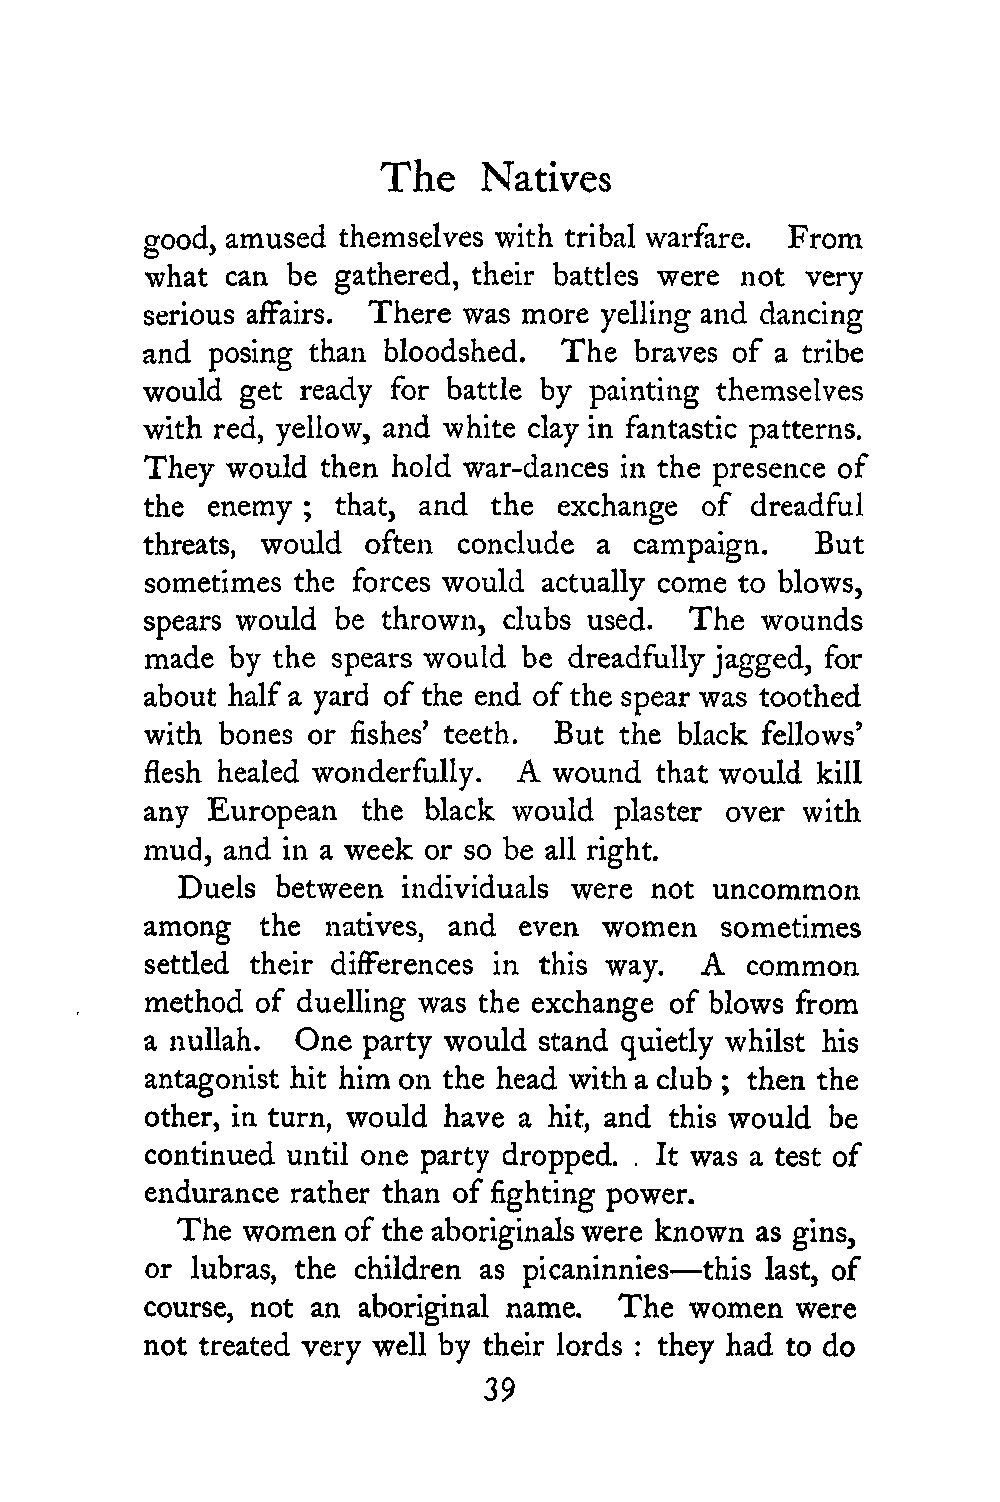 The Natives
good, amused themselves with tribal warfare. From
what can be gathered, their battles were not very
serious affairs. There was more yelling and dancing
and posing than bloodshed. The braves of a tribe
would get ready for battle by painting themselves
with red, yellow, and white clay in fantastic patterns.
They would then hold war-dances in the presence of
the enemy ; that, and the exchange of dreadful
threats, would often conclude a campaign. But
sometimes the forces would actually come to blows,
spears would be thrown, clubs used. The wounds
made by the spears would be dreadfully jagged, for
about half a yard of the end of the spear was toothed
with bones or fishes’ teeth. But the black fellows’
flesh healed wonderfully. A wound that would kill
any European the black would plaster over with
mud, and in a week or so be all right.
Duels between individuals were not uncommon
among the natives, and even women sometimes
settled their differences in this way. A common
method of duelling was the exchange of blows from
a nullah. One party would stand quietly whilst his
antagonist hit him on the head with a club ; then the
other, in turn, would have a hit, and this would be
continued until one party dropped. . It was a test of
endurance rather than of fighting power.
The women of the aboriginals were known as gins,
or lubras, the children as picaninnies—this last, of
course, not an aboriginal name. The women were
not treated very well by their lords : they had to do
39